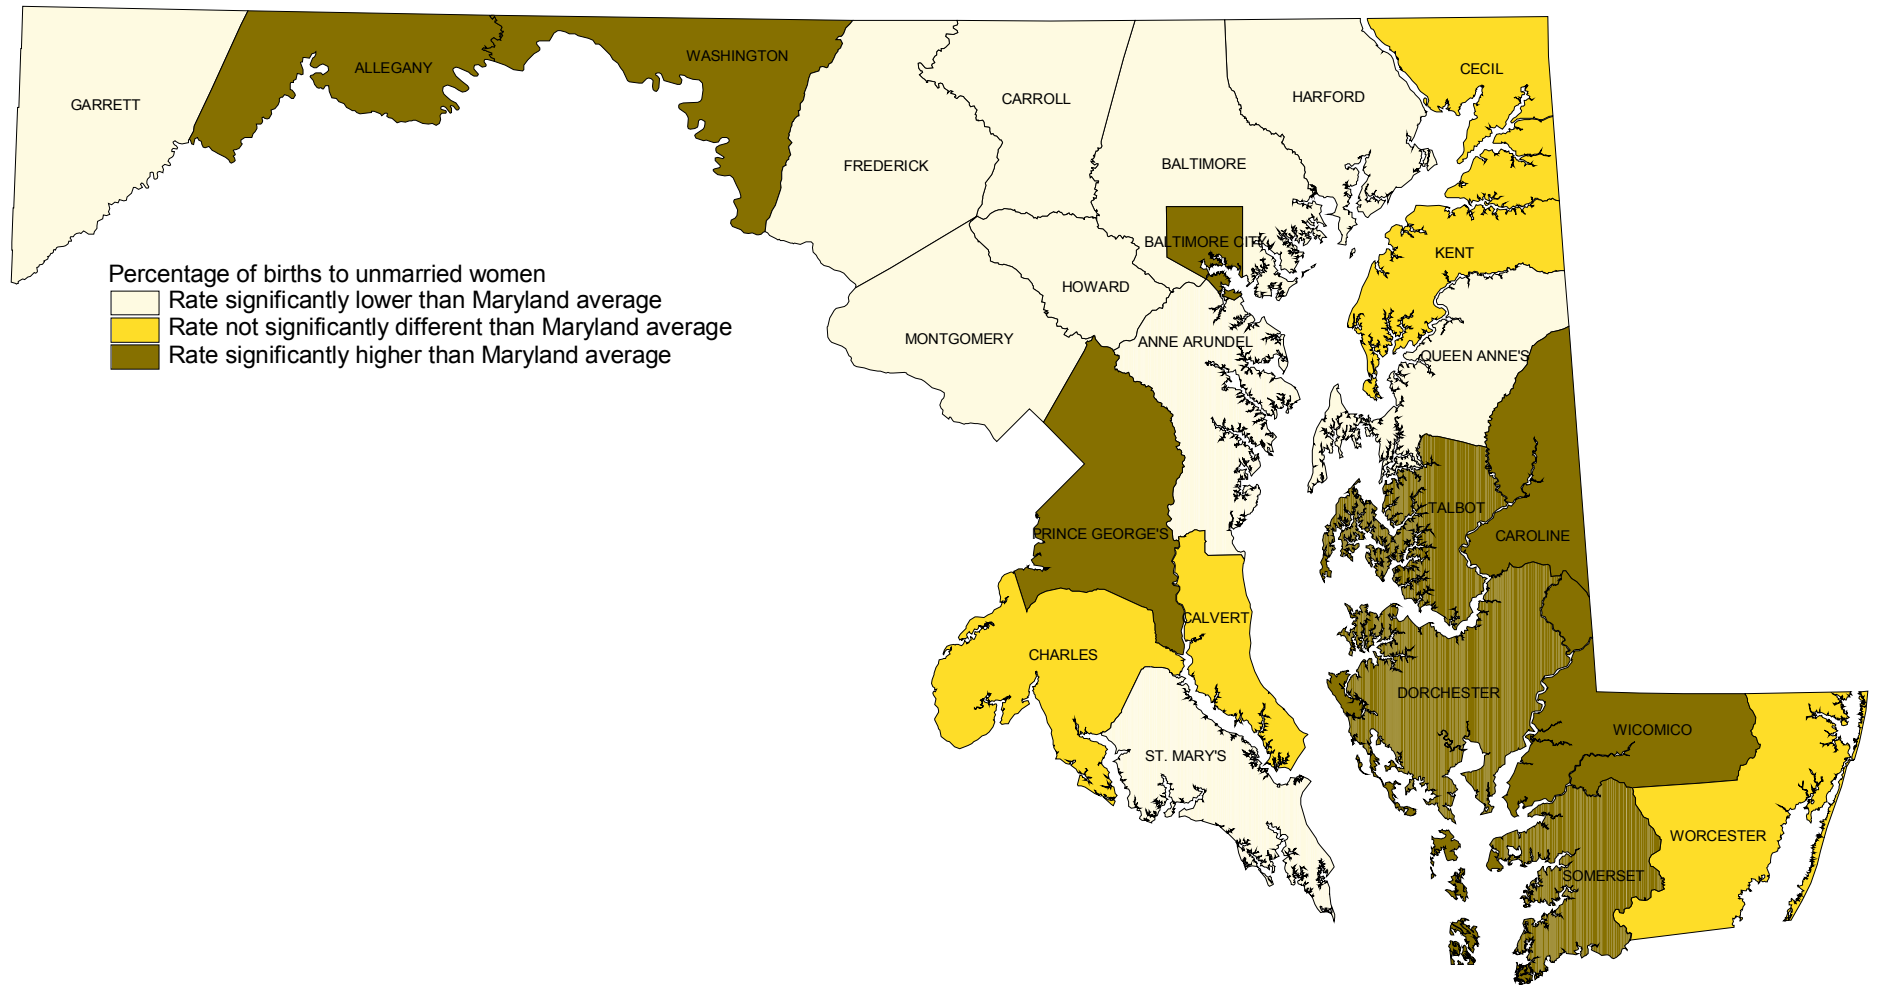 WASHINGTON
ALLEGANY
CECIL
GARRETT
CARROLL
HARFORD
FREDERICK
BALTIMORE
BALTIMORE CITY
KENT
Percentage of births to unmarried women
Rate significantly lower than Maryland average
Rate not significantly different than Maryland average
Rate significantly higher than Maryland average
HOWARD
MONTGOMERY
ANNE ARUNDEL
QUEEN ANNE'S
TALBOT
PRINCE GEORGE'S
CAROLINE
CALVERT
CHARLES
DORCHESTER
WICOMICO
ST. MARY'S
WORCESTER
SOMERSET